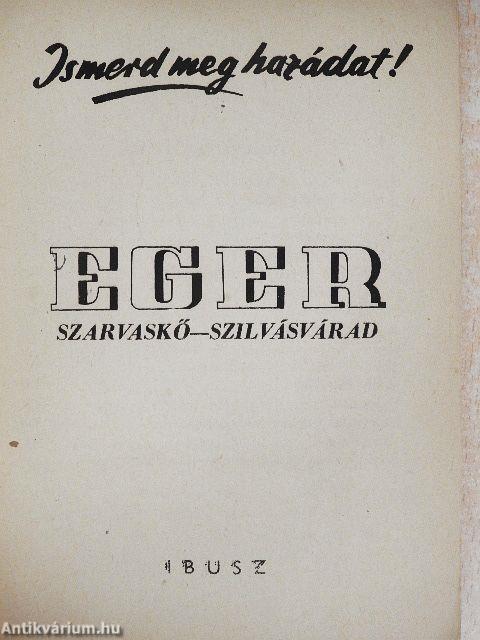 Ismerd meg hazádat!
EGER
SZARVASKŐ—SZILVÁSVÁRAD
IBUSZ
Antikvárium.hu